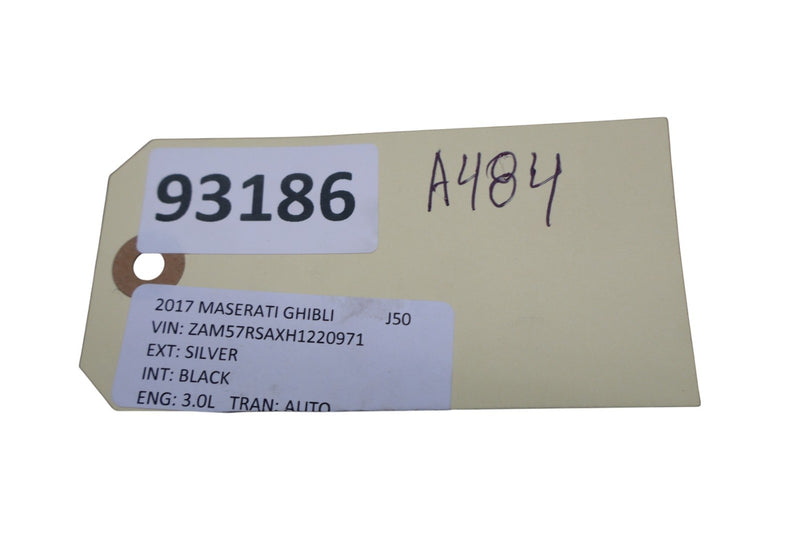 93186
A484
2017 MASERATI GHIBLI J50
VIN: ZAM57RSAXH1220971
EXT: SILVER
INT: BLACK
ENG: 3.0L TRAN: AUTO